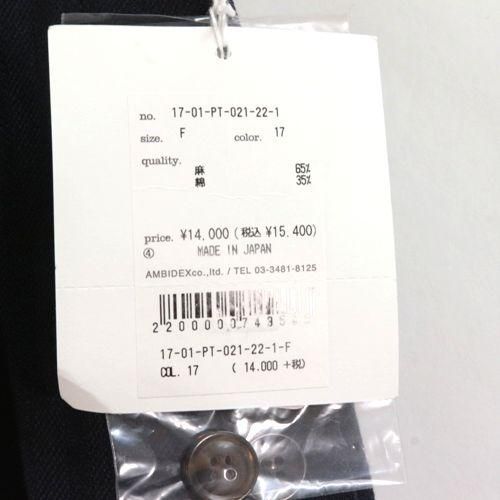 no. 17-01-PT-021-22-1
size. F color. 17
quality.
麻 65%
綿 35%
price. ¥14,000 (税込 ¥15,400)
④ MADE IN JAPAN
AMBIDEXco.,ltd. / TEL 03-3481-8125
17-01-PT-021-22-1-F
COL. 17 ( 14,000 +税)